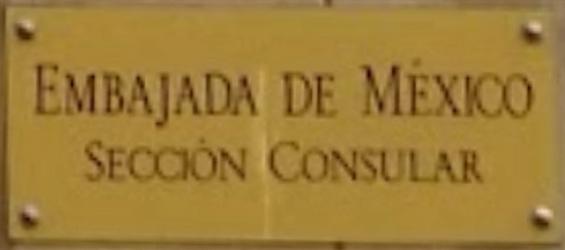 EMBAJADA DE MÉXICO
SECCIÓN CONSULAR